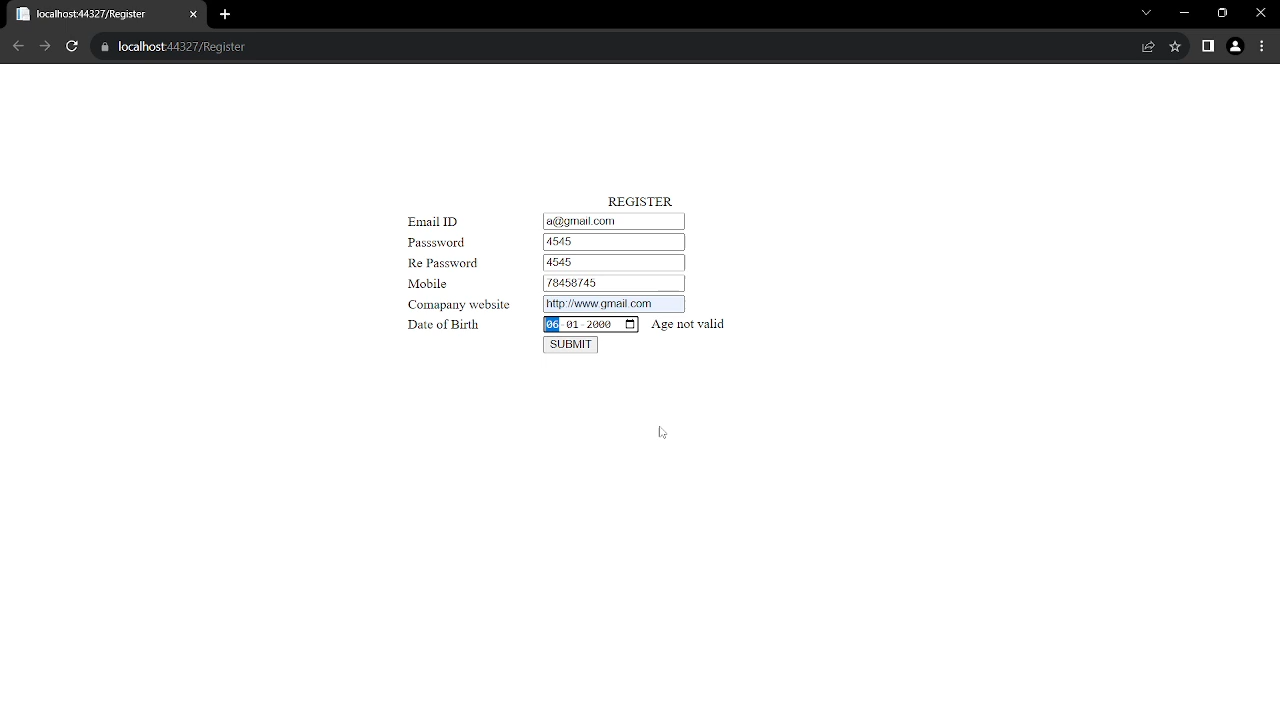 localhost:44327/Register
localhost:44327/Register
REGISTER
Email ID a@gmail.com
Passsword 4545
Re Password 4545
Mobile 78458745
Comapany website http://www.gmail.com
Date of Birth 06-01-2000 Age not valid
SUBMIT